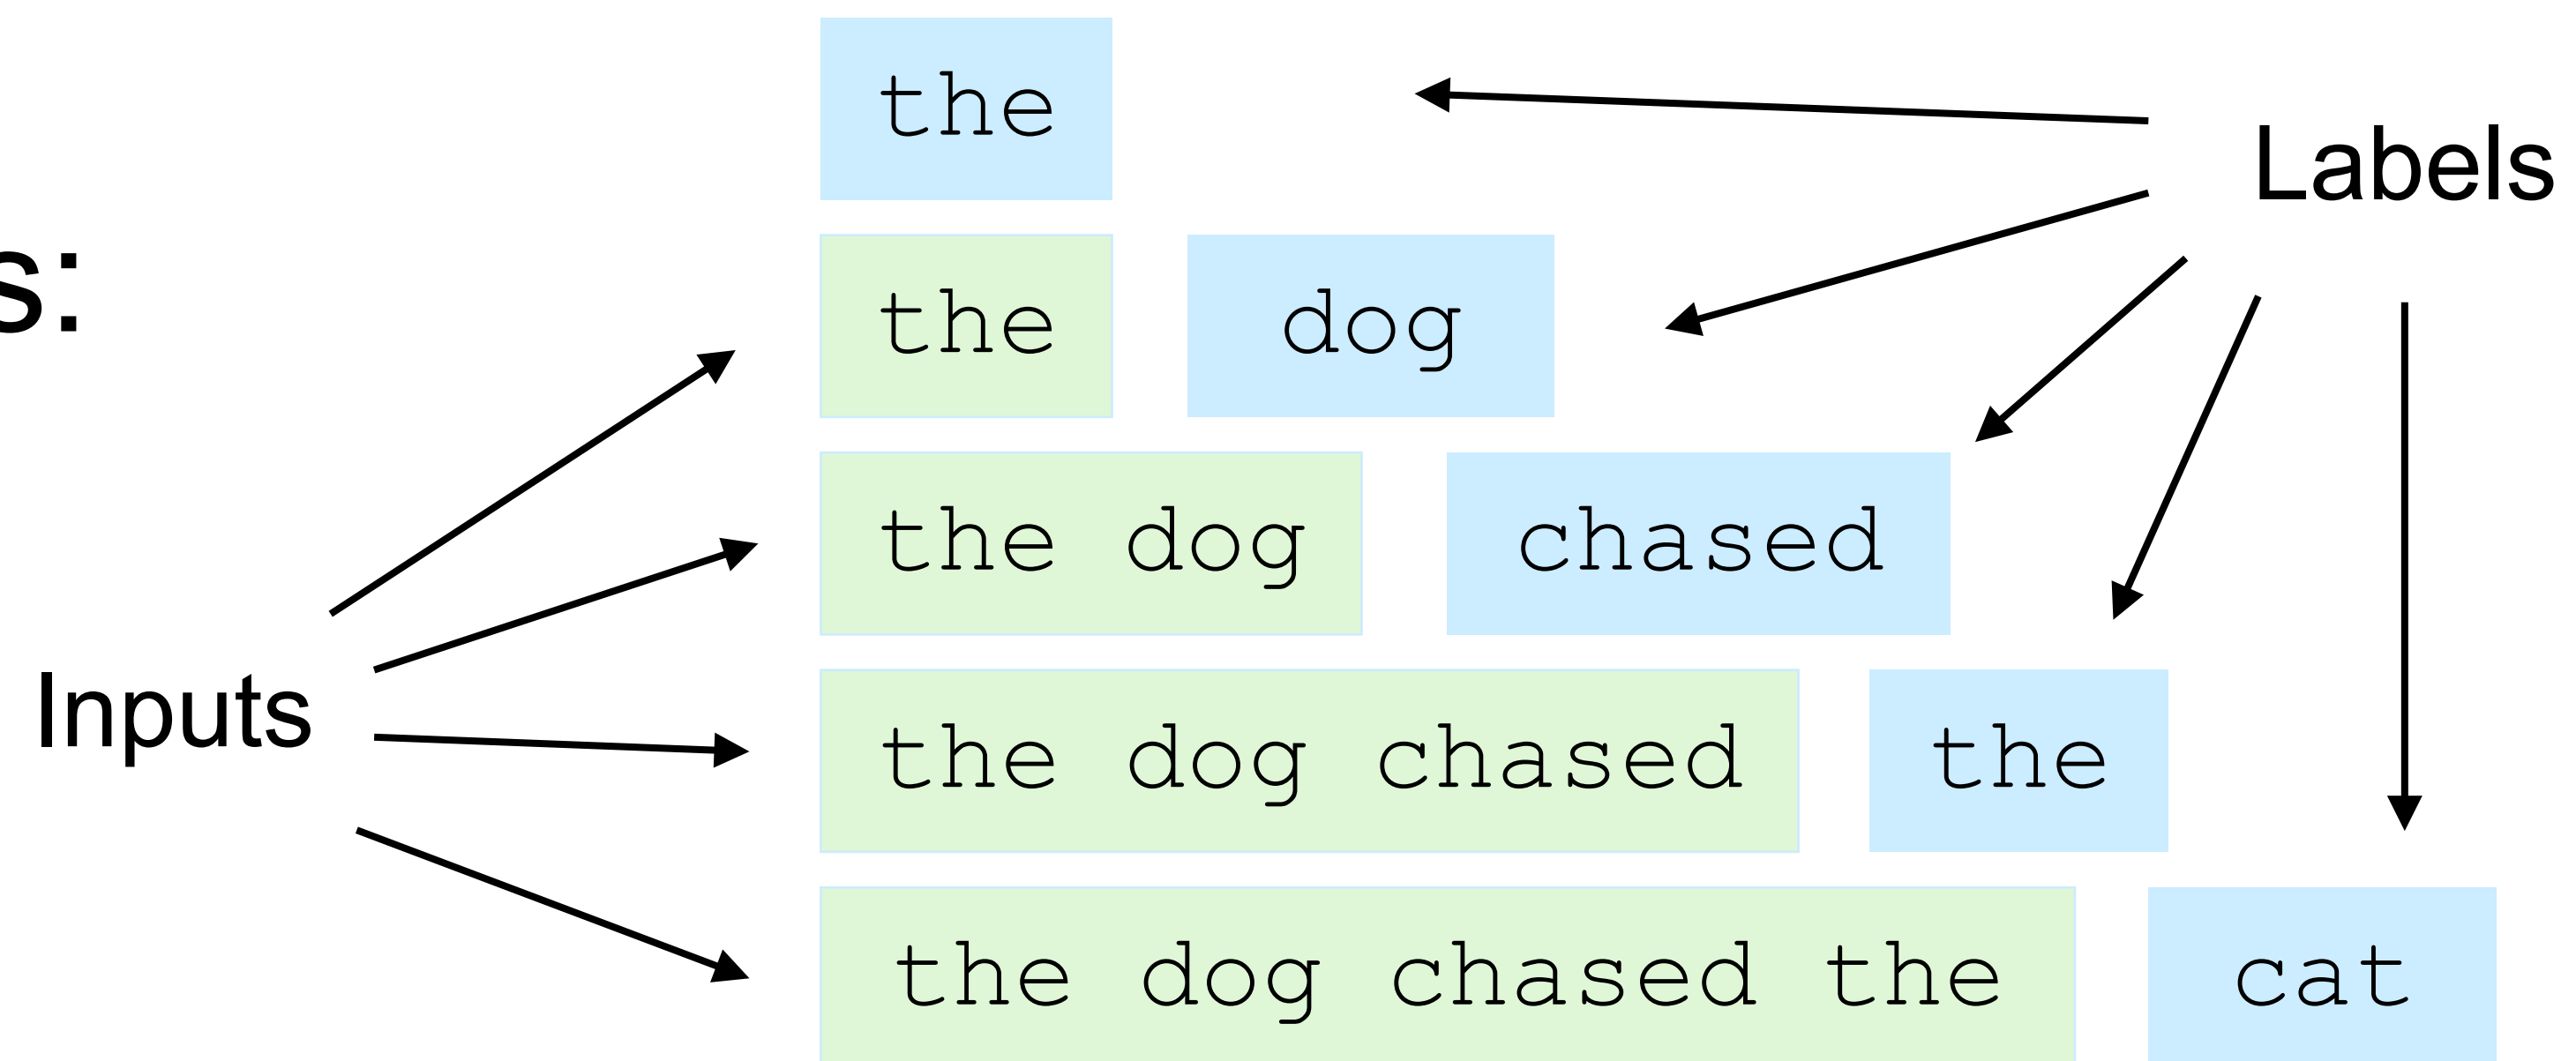 the
Labels
s:
the dog
the dog chased
Inputs
the dog chased the
the dog chased the cat